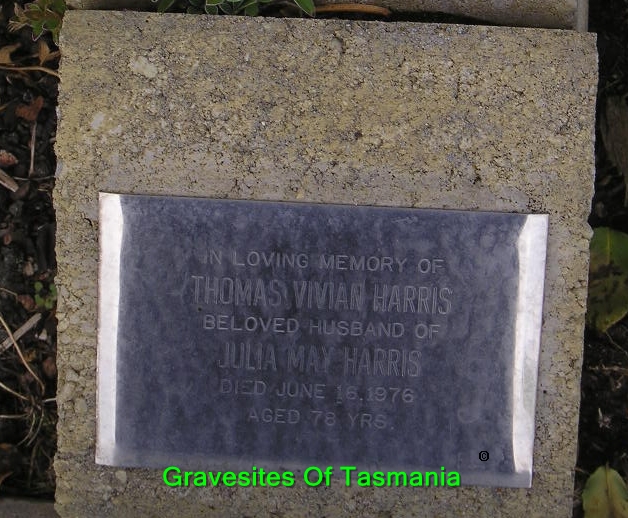 IN LOVING MEMORY OF
THOMAS VIVIAN HARRIS
BELOVED HUSBAND OF
JULIA MAY HARRIS
DIED JUNE 16, 1976
AGED 78 YRS.
©
Gravesites Of Tasmania